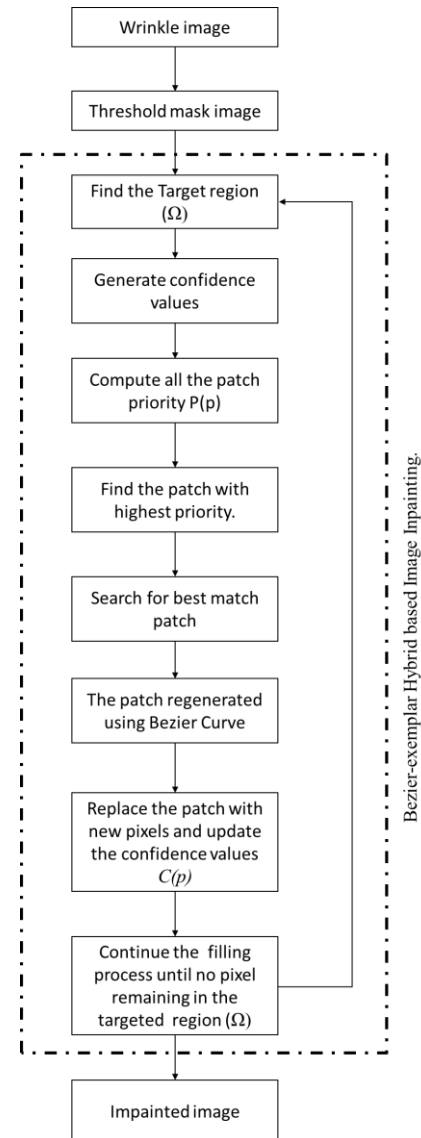 Wrinkle image
Threshold mask image
Find the Target region
(Ω)
Generate confidence
values
Compute all the patch
priority P(p)
Find the patch with
highest priority.
Search for best match
patch
The patch regenerated
using Bezier Curve
Replace the patch with
new pixels and update
the confidence values
C(p)
Continue the filling
process until no pixel
remaining in the
targeted region (Ω)
Impainted image
Bezier-exemplar Hybrid based Image Inpainting.